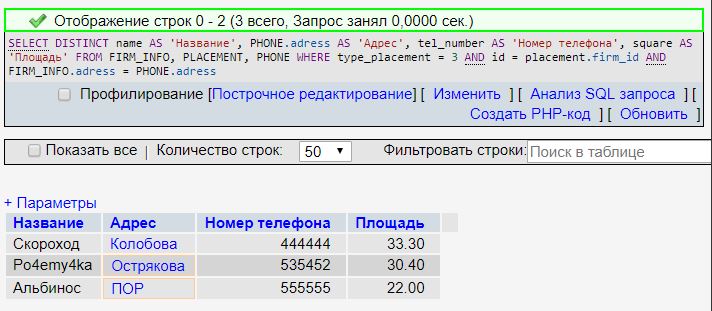 Отображение строк 0 - 2 (3 всего, Запрос занял 0,0000 сек.)
SELECT DISTINCT name AS 'Название', PHONE.adress AS 'Адрес', tel_number AS 'Номер телефона', square AS
'Площадь' FROM FIRM_INFO, PLACEMENT, PHONE WHERE type_placement = 3 AND id = placement.firm_id AND
FIRM_INFO.adress = PHONE.adress
Профилирование [Построчное редактирование] [ Изменить ] [ Анализ SQL запроса ] [
Создать PHP-код ] [ Обновить ]
Показать все | Количество строк: 50 Фильтровать строки: Поиск в таблице
+ Параметры
Название Адрес Номер телефона Площадь
Скороход Колобова 444444 33.30
Po4emy4ka Острякова 535452 30.40
Альбинос ПОР 555555 22.00